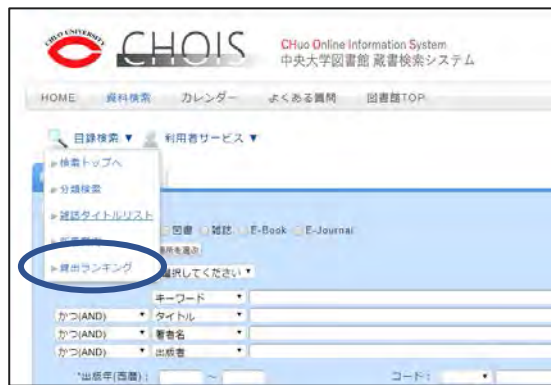 CHUO UNIVERSITY
CHOIS
CHuo Online Information System
中央大学図書館 蔵書検索システム
HOME 資料検索 カレンダー よくある質問 図書館TOP
目録検索 ▼ 利用者サービス ▼
検索トップへ
分類検索
雑誌タイトルリスト
図書 雑誌 E-Book E-Journal
所を選ぶ
貸出ランキング
選択してください ▼
キーワード ▼
かつ(AND) ▼ タイトル ▼
かつ(AND) ▼ 著者名 ▼
かつ(AND) ▼ 出版者 ▼
*出版年(西暦): ～ コード: ▼